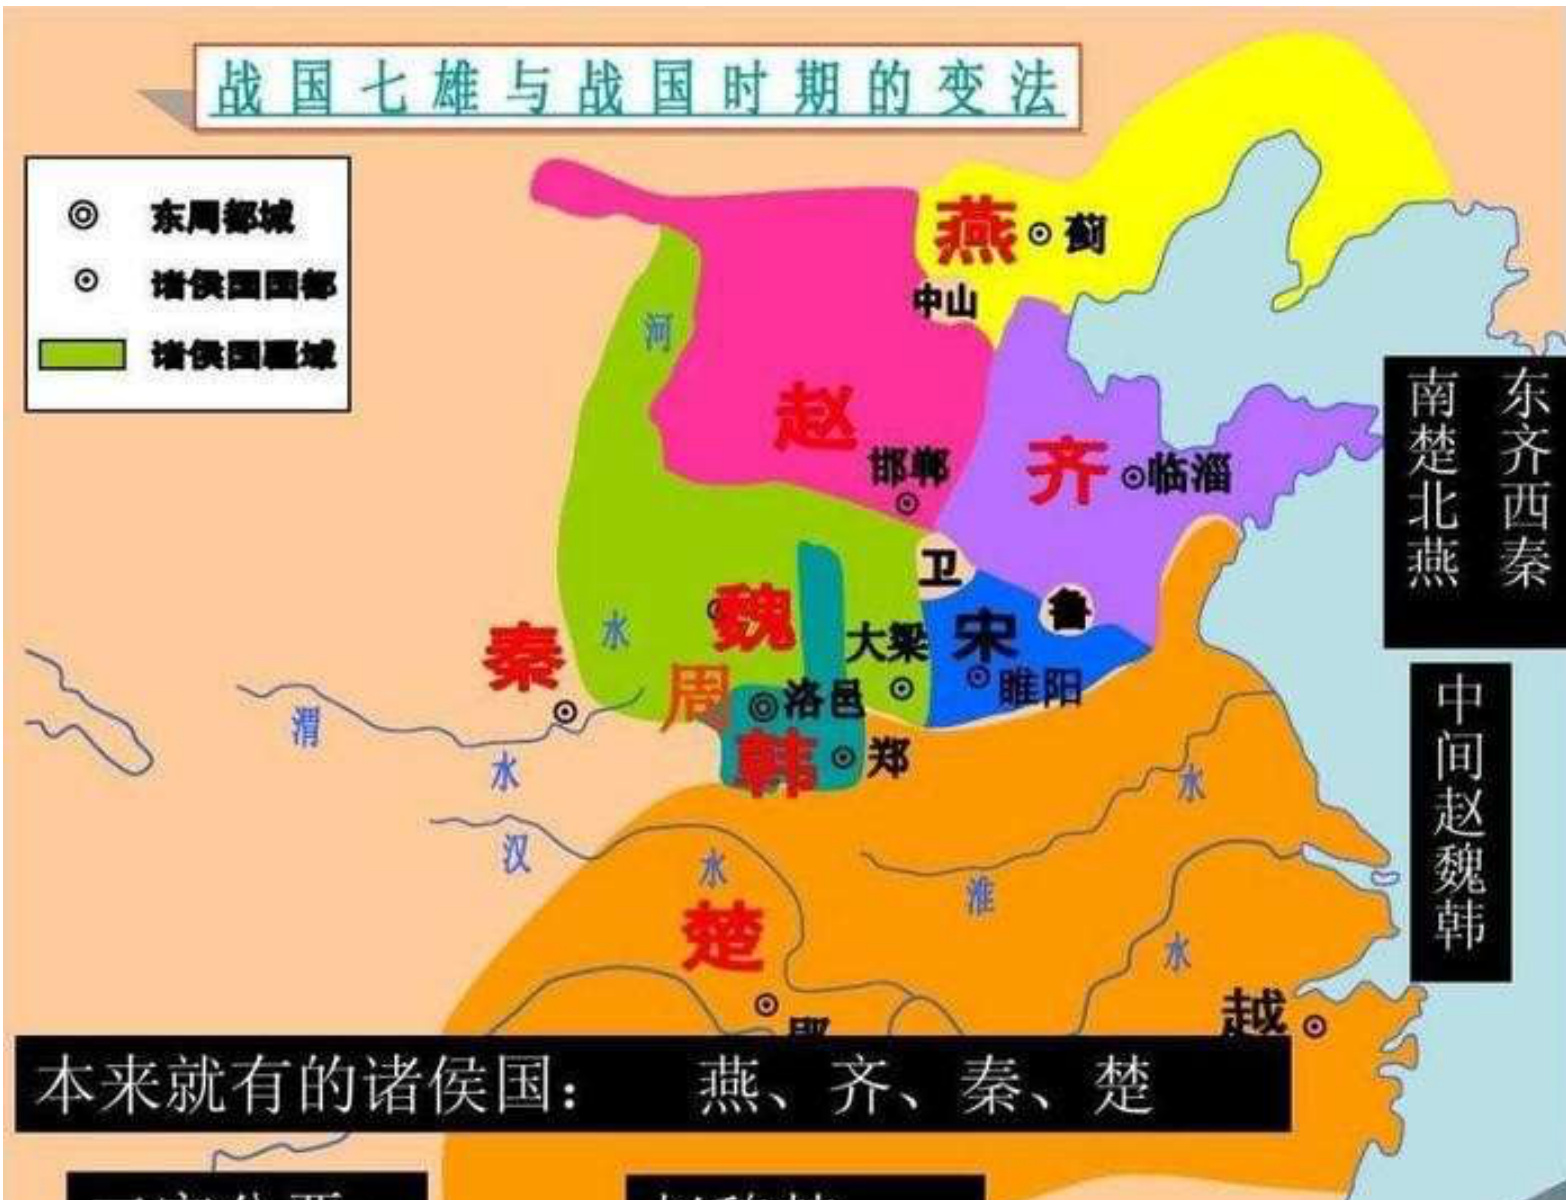 战国七雄与战国时期的变法
东周都城
诸侯国国都
诸侯国疆域
燕
蓟
中山
河
赵
邯郸
齐
临淄
卫
鲁
魏
水
大梁
宋
睢阳
秦
周
洛邑
韩
郑
渭
水
汉
水
淮
水
楚
水
越
东齐西秦
南楚北燕
中间赵魏韩
本来就有的诸侯国: 燕、齐、秦、楚